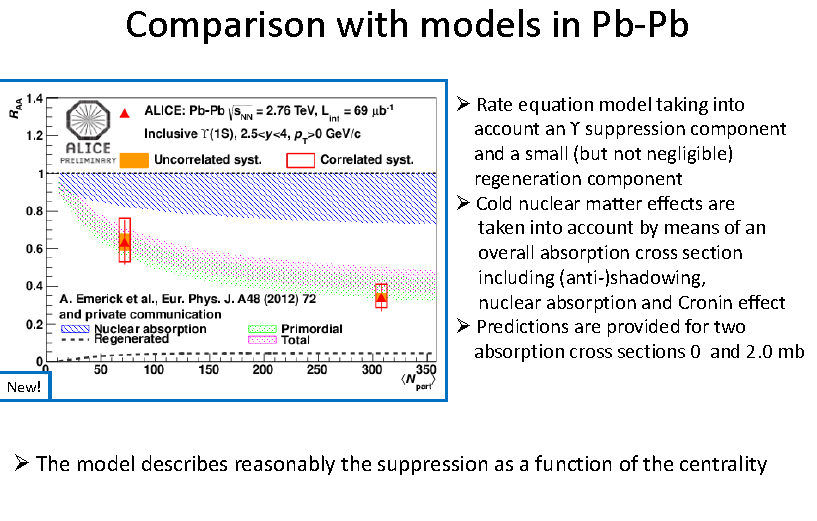 Comparison with models in Pb-Pb
R_AA
1.4
1.2
1
0.8
0.6
0.4
0.2
0
ALICE
PRELIMINARY
ALICE: Pb-Pb √s_NN = 2.76 TeV, L_int = 69 μb⁻¹
Inclusive ϒ(1S), 2.5<y<4, p_T>0 GeV/c
Uncorrelated syst. Correlated syst.
A. Emerick et al., Eur. Phys. J. A48 (2012) 72
and private communication
Nuclear absorption Primordial
Regenerated Total
0 50 100 150 200 250 300 350
⟨N_part⟩
New!
➢ Rate equation model taking into
account an ϒ suppression component
and a small (but not negligible)
regeneration component
➢ Cold nuclear matter effects are
taken into account by means of an
overall absorption cross section
including (anti-)shadowing,
nuclear absorption and Cronin effect
➢ Predictions are provided for two
absorption cross sections 0 and 2.0 mb
➢ The model describes reasonably the suppression as a function of the centrality